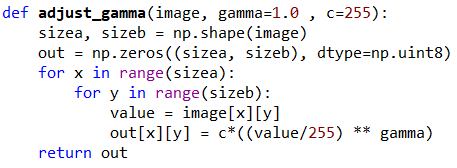 def adjust_gamma(image, gamma=1.0 , c=255):
    sizea, sizeb = np.shape(image)
    out = np.zeros((sizea, sizeb), dtype=np.uint8)
    for x in range(sizea):
        for y in range(sizeb):
            value = image[x][y]
            out[x][y] = c*((value/255) ** gamma)
    return out